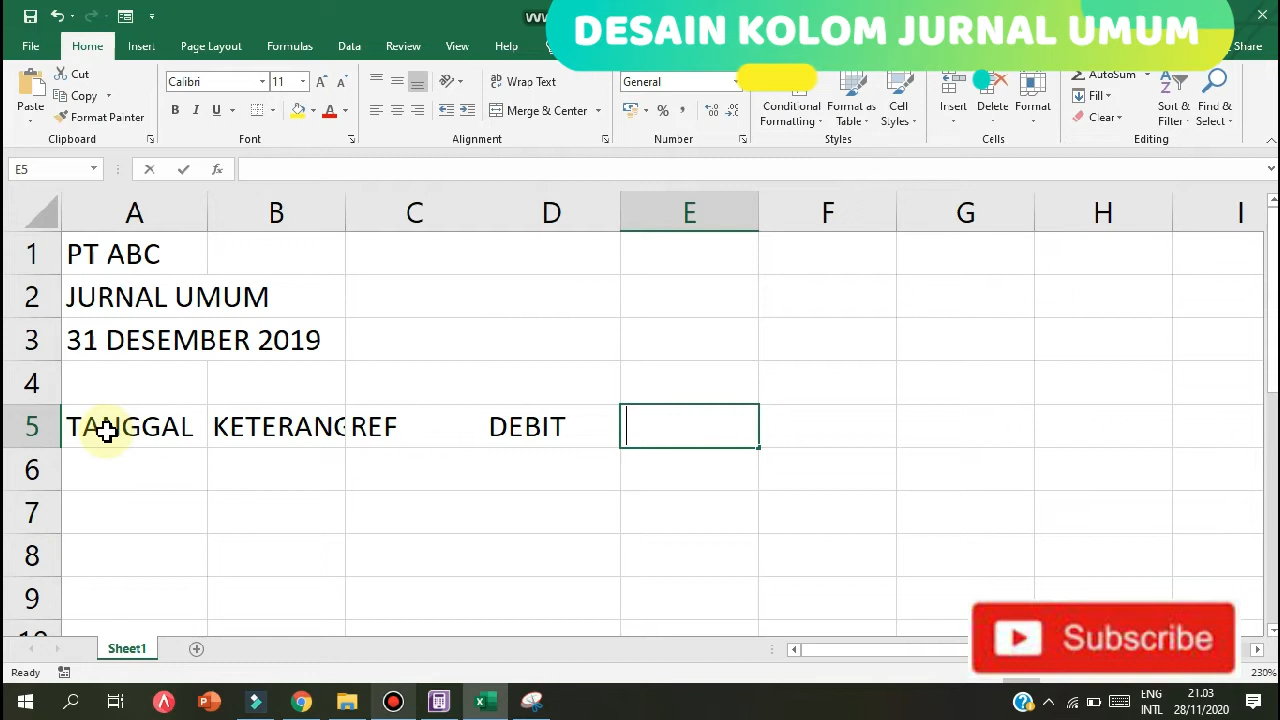 DESAIN KOLOM JURNAL UMUM
File Home Insert Page Layout Formulas Data Review View Help Share
Paste
Cut
Copy
Format Painter
Clipboard
Calibri 11
B I U
Font
Wrap Text
Merge & Center
Alignment
General
Number
Conditional Formatting
Format as Table
Cell Styles
Styles
Insert Delete Format
Cells
AutoSum
Fill
Clear
Sort & Filter
Find & Select
Editing
E5 fx
A B C D E F G H I
1 PT ABC
2 JURNAL UMUM
3 31 DESEMBER 2019
4
5 TANGGAL KETERANG REF DEBIT
6
7
8
9
10
Subscribe
Sheet1
Ready 230%
ENG 21.03
INTL 28/11/2020